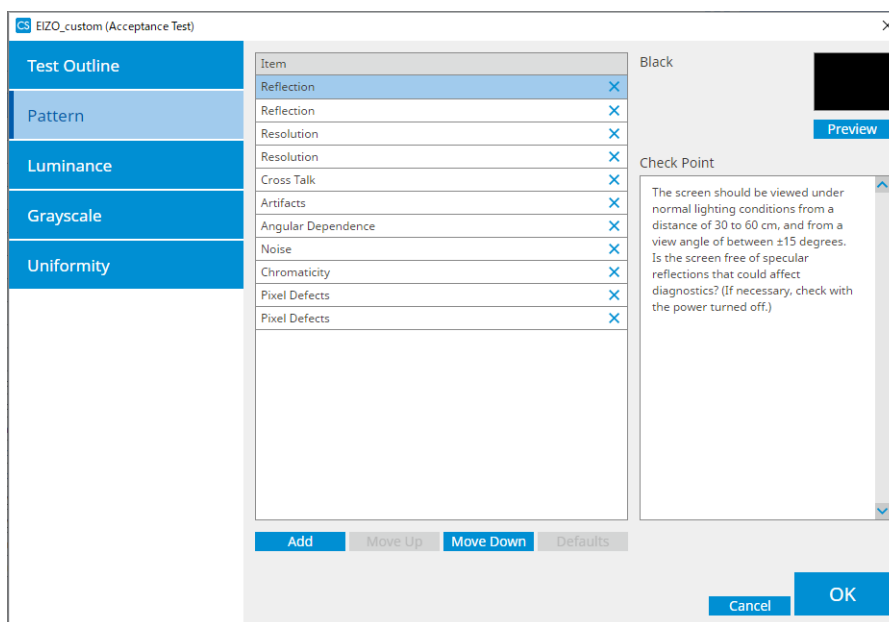 CS EIZO_custom (Acceptance Test)
Test Outline
Pattern
Luminance
Grayscale
Uniformity
Item
Reflection
Reflection
Resolution
Resolution
Cross Talk
Artifacts
Angular Dependence
Noise
Chromaticity
Pixel Defects
Pixel Defects
Add
Move Up
Move Down
Defaults
Black
Preview
Check Point
The screen should be viewed under
normal lighting conditions from a
distance of 30 to 60 cm, and from a
view angle of between ±15 degrees.
Is the screen free of specular
reflections that could affect
diagnostics? (If necessary, check with
the power turned off.)
Cancel
OK